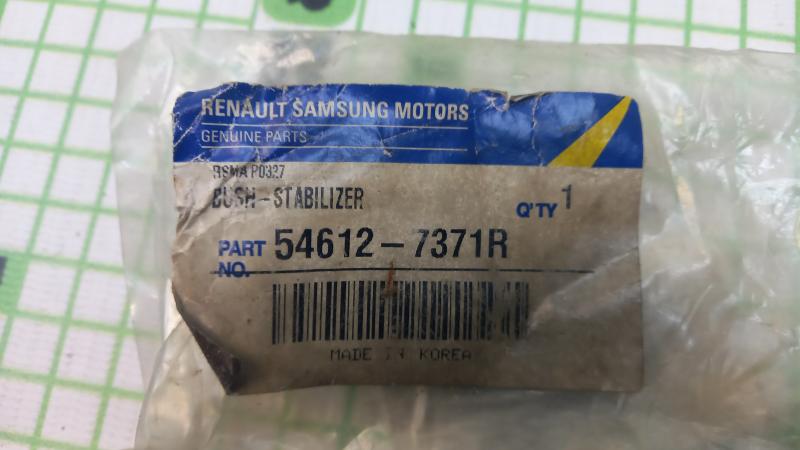 RENAULT SAMSUNG MOTORS
GENUINE PARTS
RSMA P0327
BUSH-STABILIZER
Q'TY 1
PART NO. 54612-7371R
MADE IN KOREA